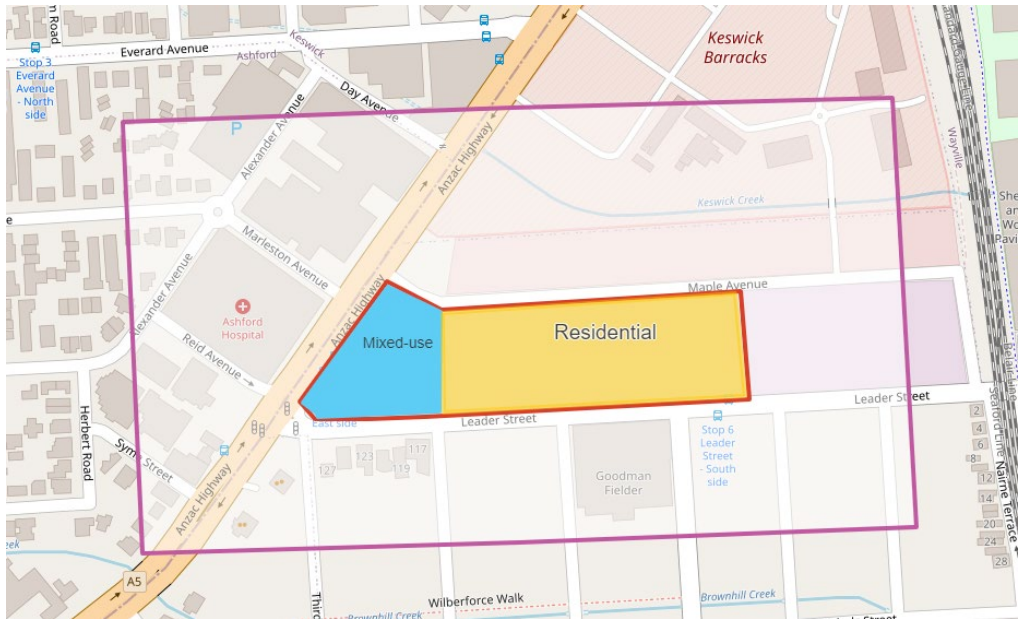 m Road
Everard Avenue
Stop 3
Everard
Avenue
- North
side
Ashford
Keswick
Day Avenue
Keswick
Barracks
P
Alexander Avenue
Anzac Highway
Wayville
Keswick Creek
Marleston Avenue
Alexander Avenue
Ashford
Hospital
Reid Avenue
Anzac Highway
Maple Avenue
Mixed-use
Residential
Leader Street
Leader Street
East side
Stop 6
Leader
Street
- South
side
Herbert Road
Syme Street
127
123
119
117
Goodman
Fielder
Anzac Highway
Belair Line
Seaford Line
Nairne Terrace
2
4
6
8
12
14
20
24
28
A5
Wilberforce Walk
Brownhill Creek
Brownhill Creek